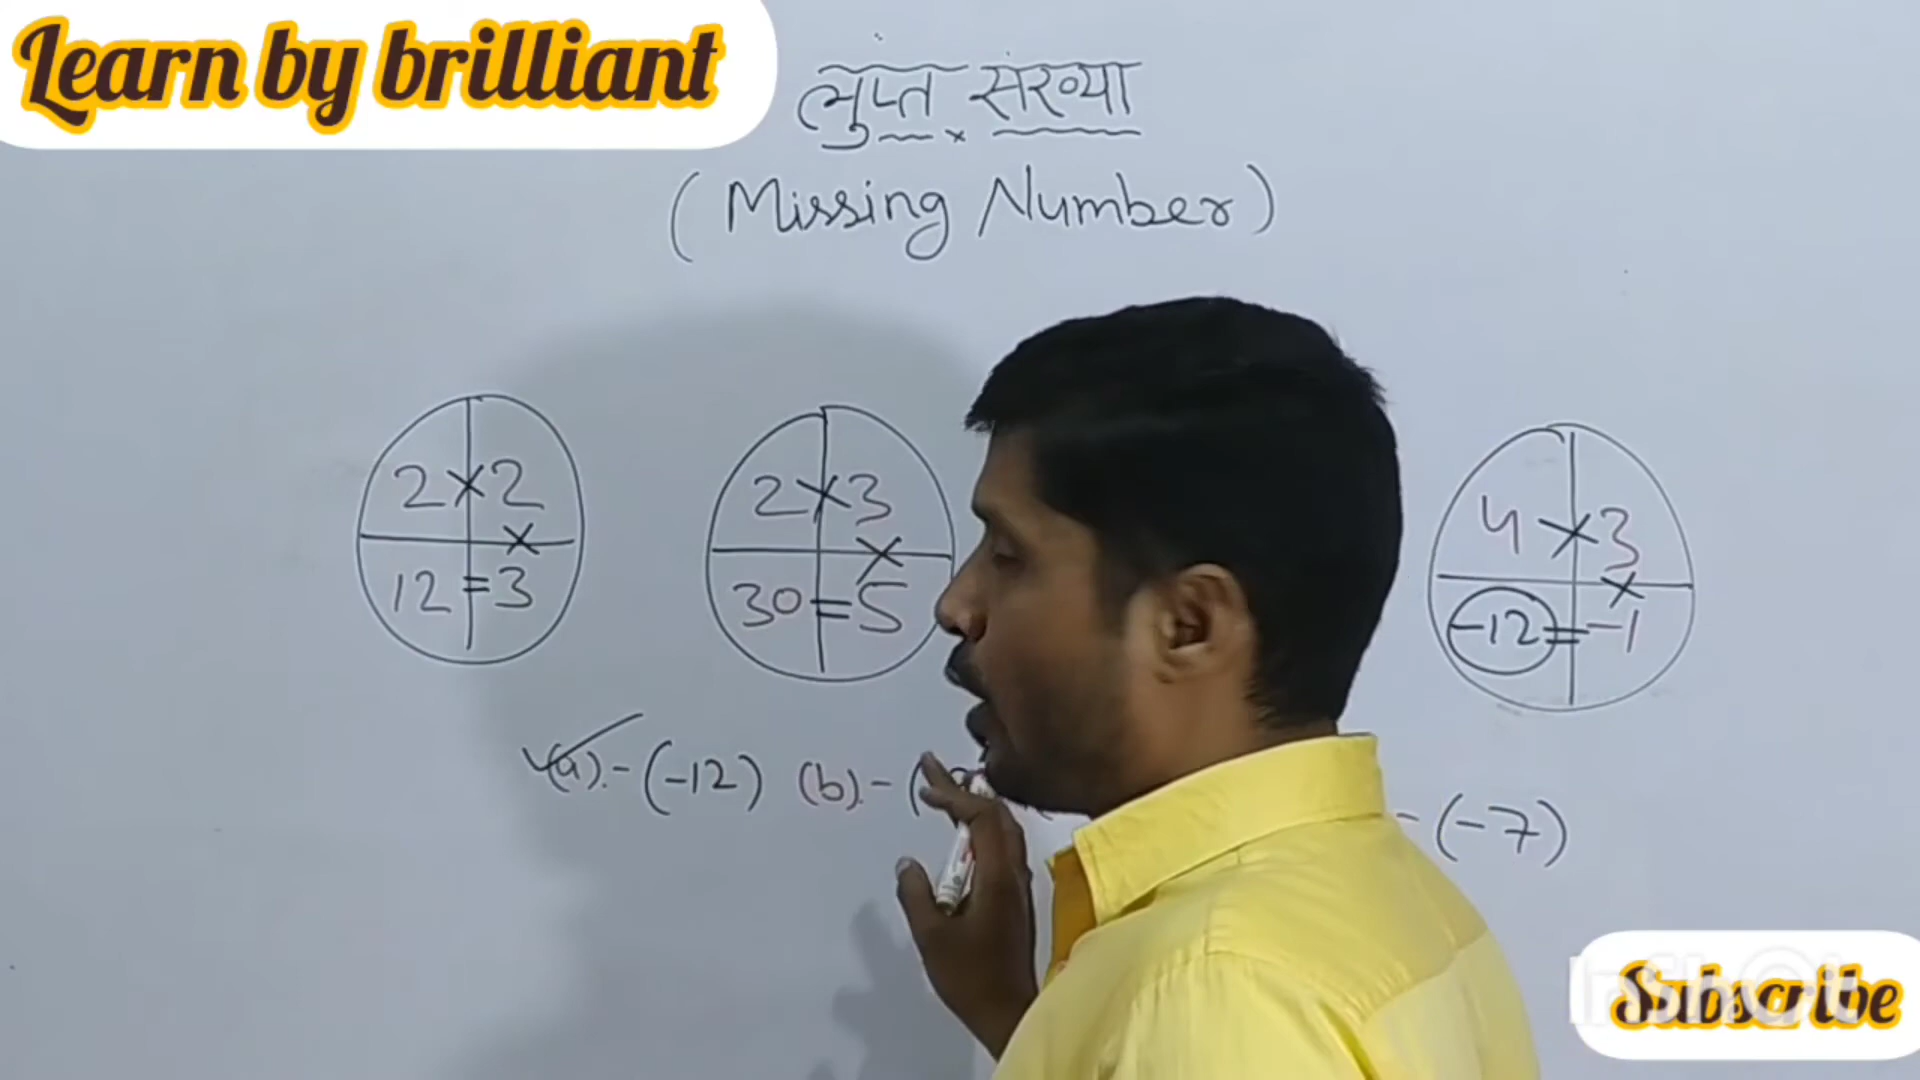 Learn by brilliant
लुप्त संख्या
(Missing Number)
2 × 2
×
12 = 3
2 × 3
×
30 = 5
4 × 3
×
-12 = -1
(a).- (-12) (b).- (
- (-7)
Subscribe